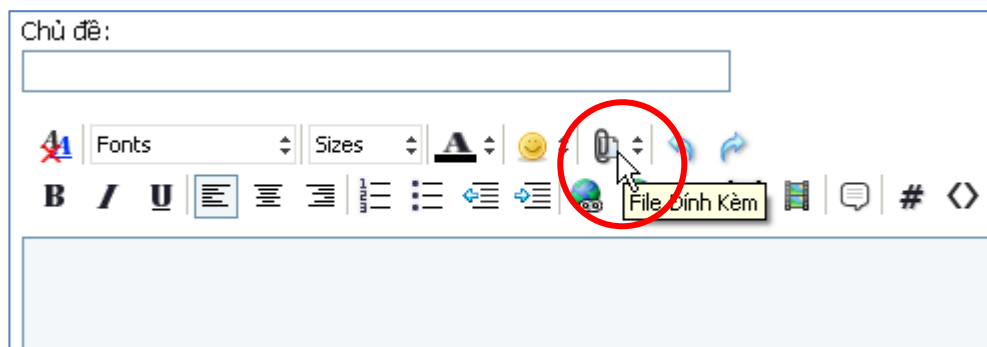 Chủ đề:
Fonts Sizes A
B I U # <>
File Đính Kèm